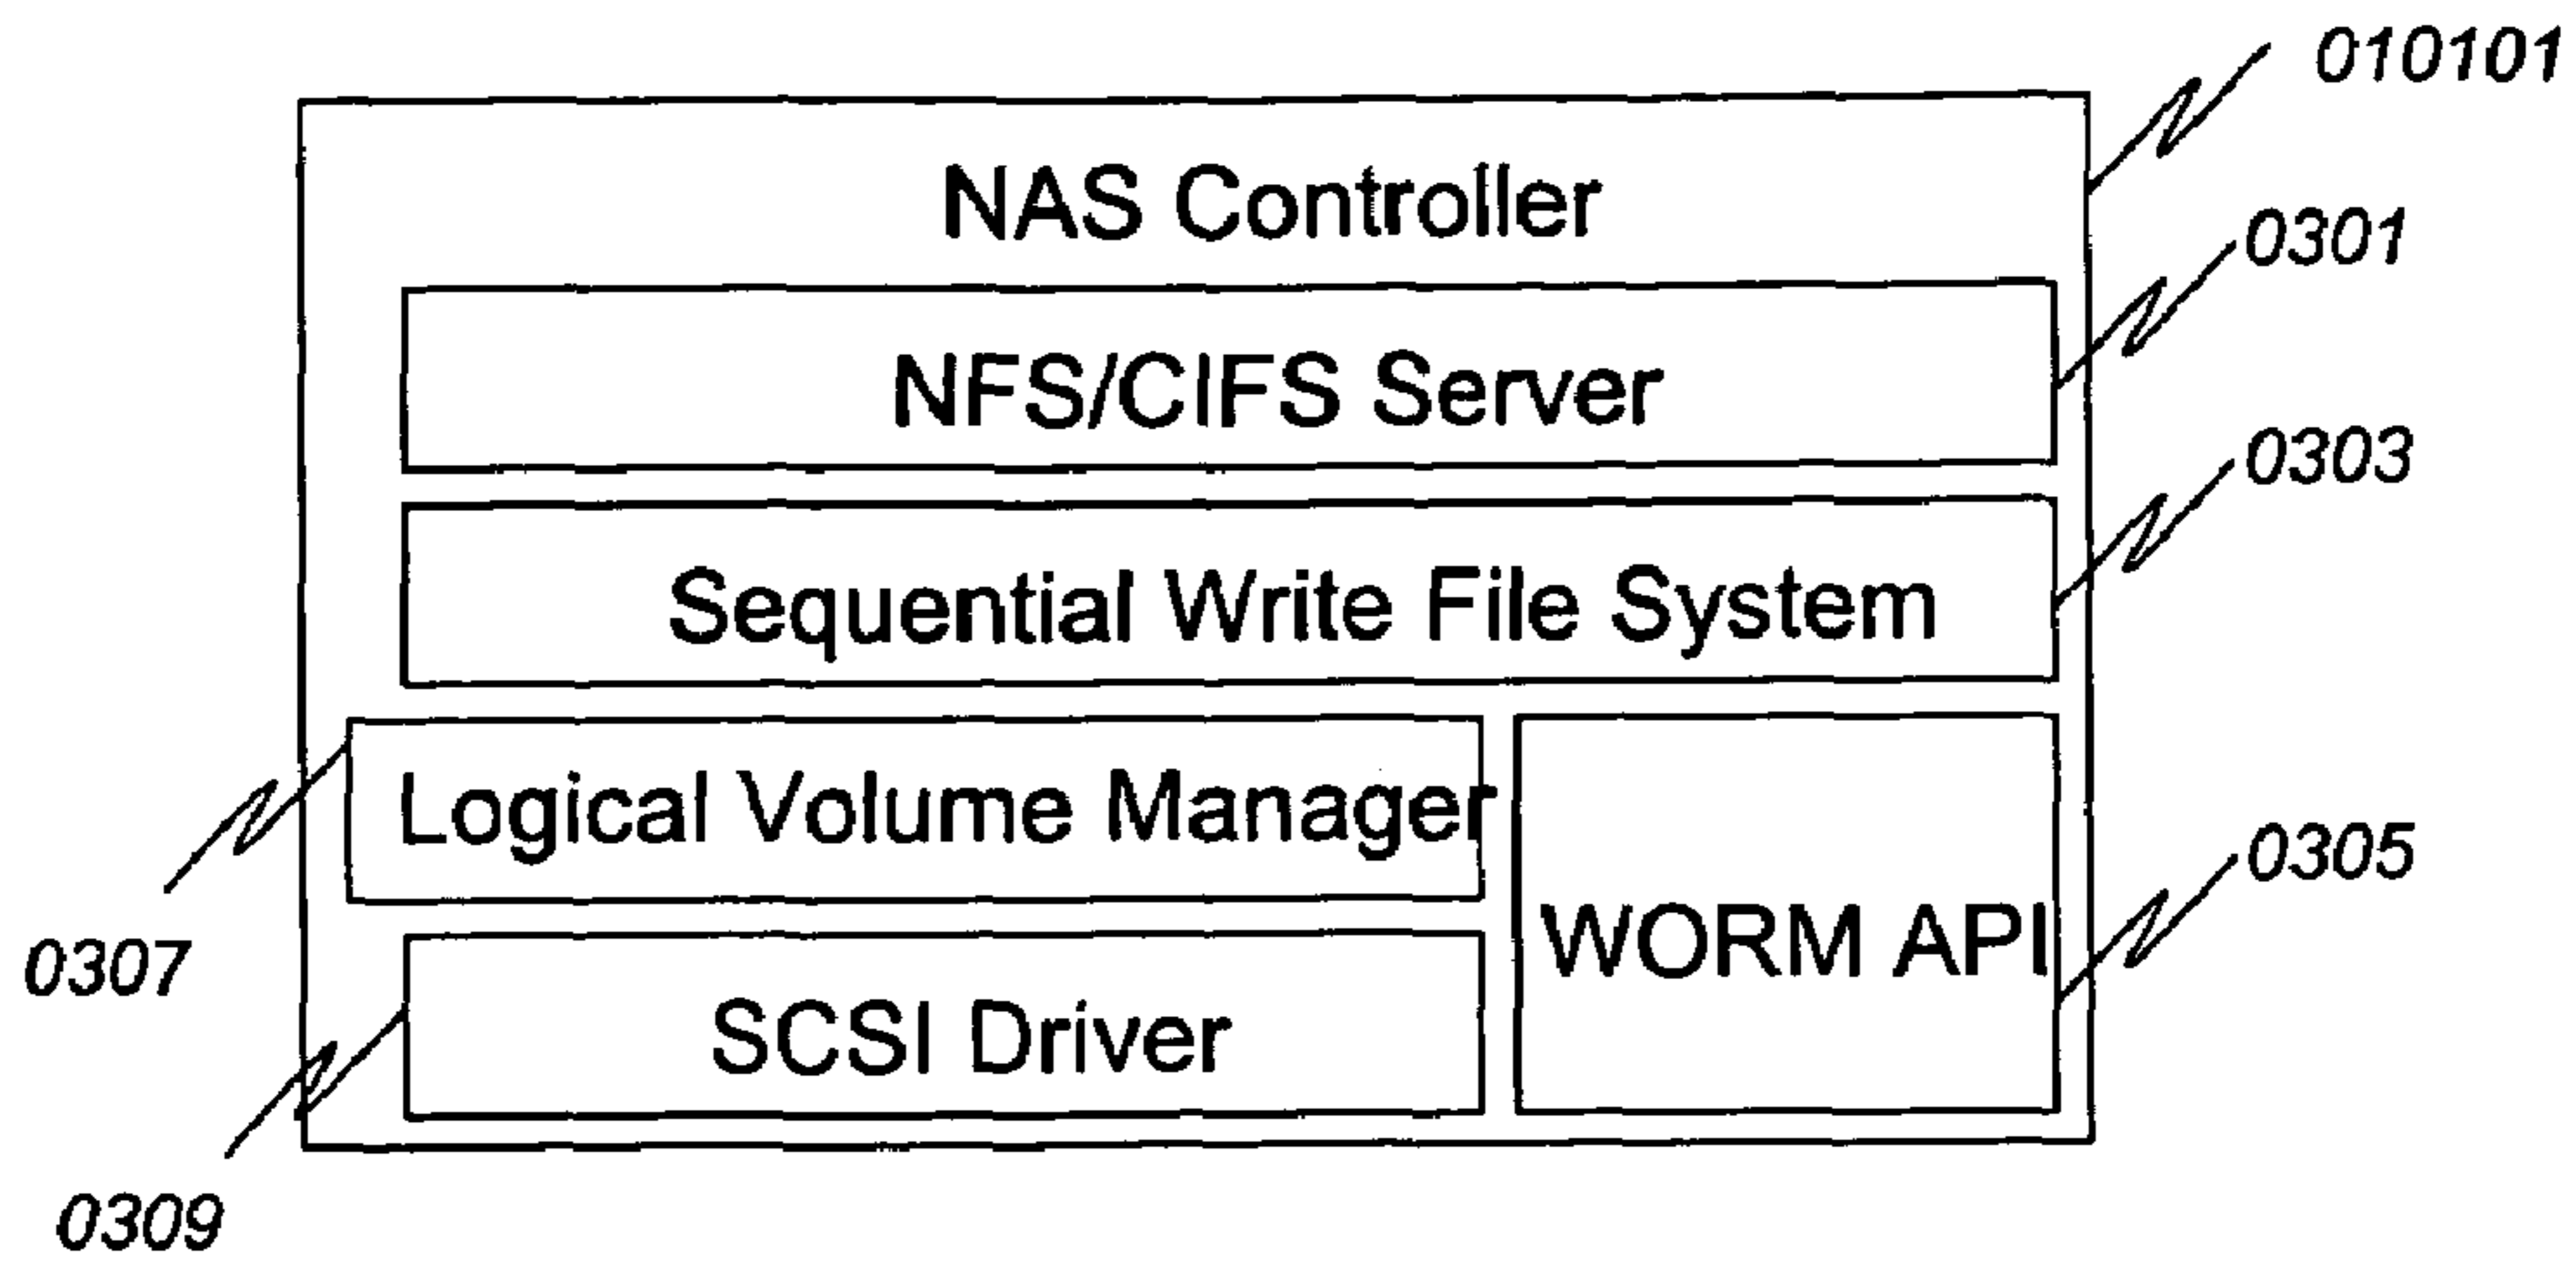 010101
NAS Controller
0301
NFS/CIFS Server
0303
Sequential Write File System
Logical Volume Manager
0305
WORM API
0307
SCSI Driver
0309